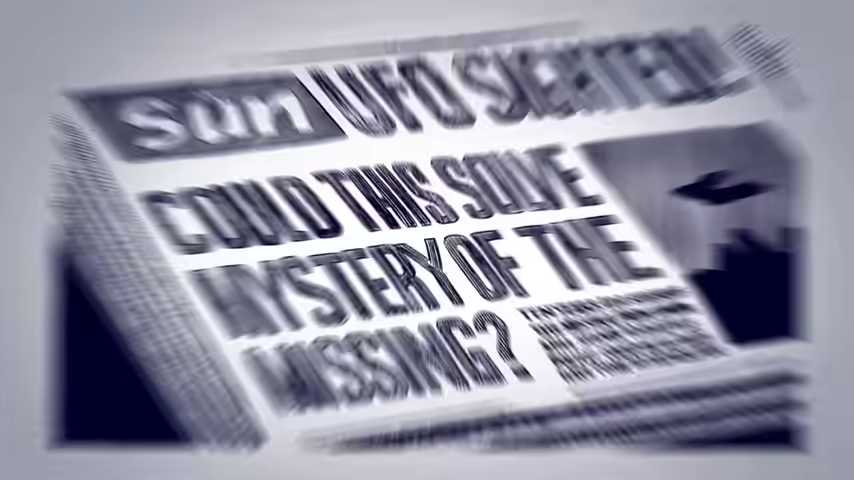 Sun UFO SIGHTED!
COULD THIS SOLVE
MYSTERY OF THE
MISSING?